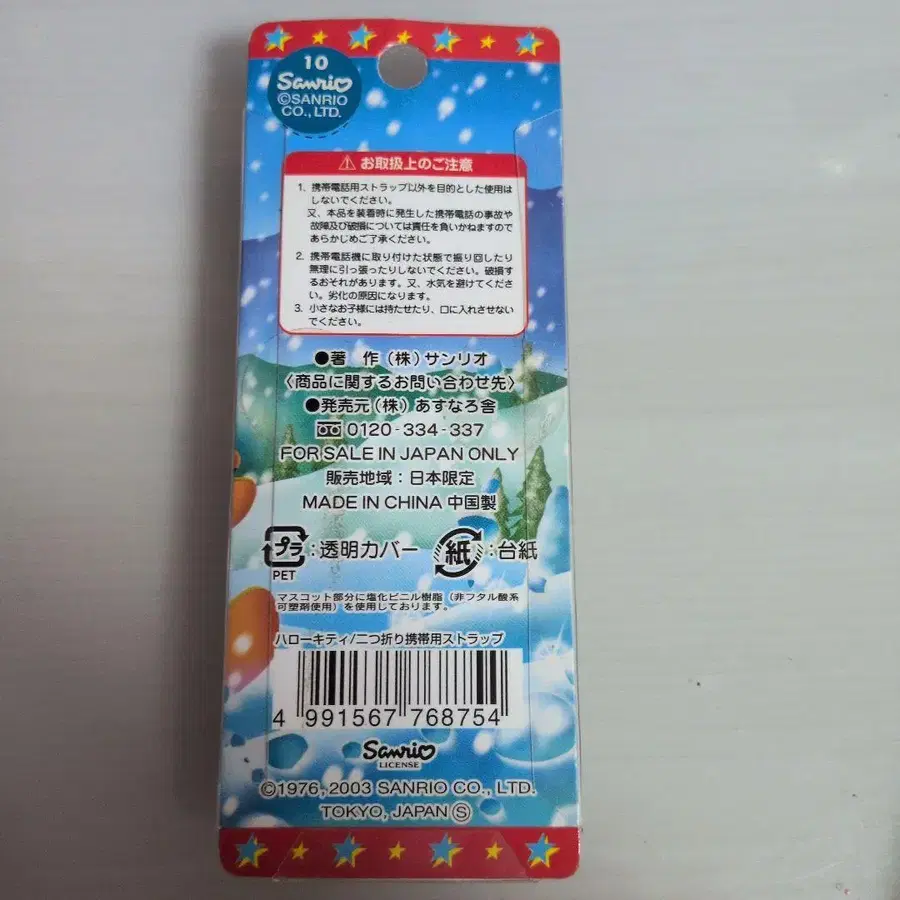 10
Sanrio
©SANRIO
CO., LTD.
⚠ お取扱上のご注意
1. 携帯電話用ストラップ以外を目的とした使用は
しないでください。
又、本品を装着時に発生した携帯電話の事故や
故障及び破損については責任を負いかねますので
あらかじめご了承ください。
2. 携帯電話機に取り付けた状態で振り回したり
無理に引っ張ったりしないでください。破損す
るおそれがあります。又、水気を避けてくださ
い。劣化の原因になります。
3. 小さなお子様には持たせたり、口に入れさせない
でください。
●著 作 (株) サンリオ
〈商品に関するお問い合わせ先〉
●発売元 (株) あすなろ舎
0120-334-337
FOR SALE IN JAPAN ONLY
販売地域：日本限定
MADE IN CHINA 中国製
プラ：透明カバー 紙：台紙
PET
マスコット部分に塩化ビニル樹脂（非フタル酸系
可塑剤使用）を使用しております。
ハローキティ/二つ折り携帯用ストラップ
4 991567 768754
Sanrio
LICENSE
©1976, 2003 SANRIO CO., LTD.
TOKYO, JAPAN Ⓢ